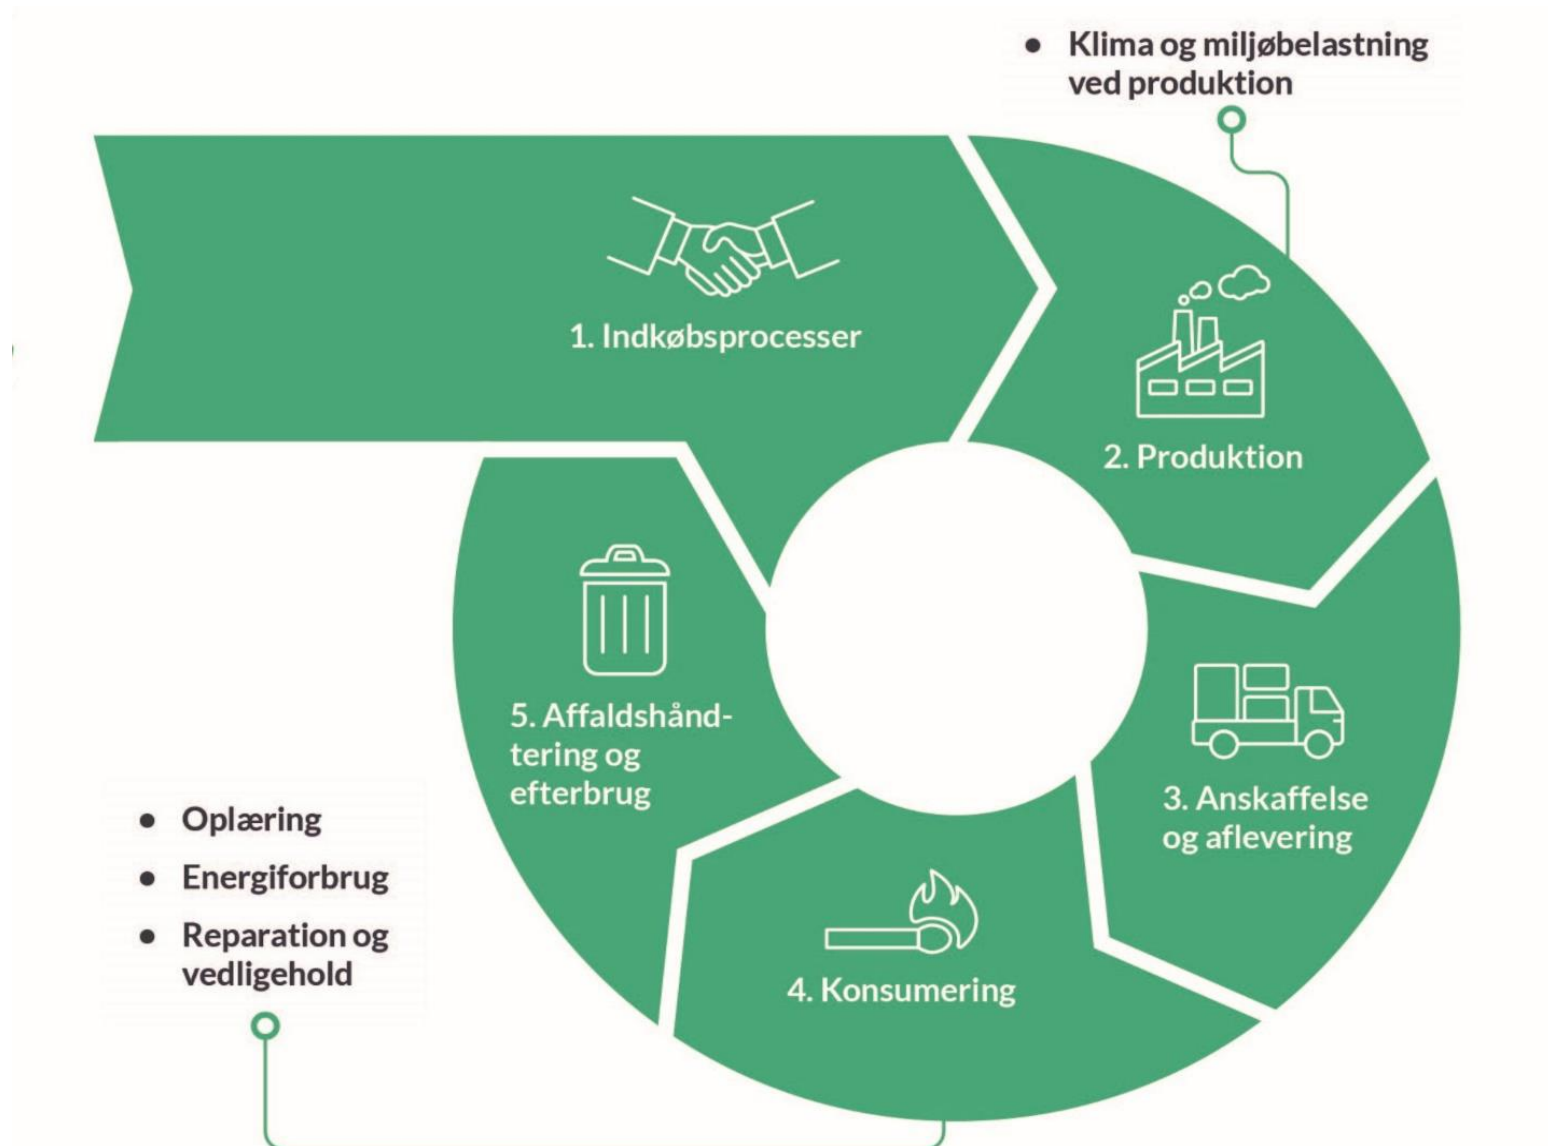 • Klima og miljøbelastning
ved produktion
1. Indkøbsprocesser
2. Produktion
3. Anskaffelse
og aflevering
4. Konsumering
5. Affaldshånd-
tering og
efterbrug
• Oplæring
• Energiforbrug
• Reparation og
vedligehold